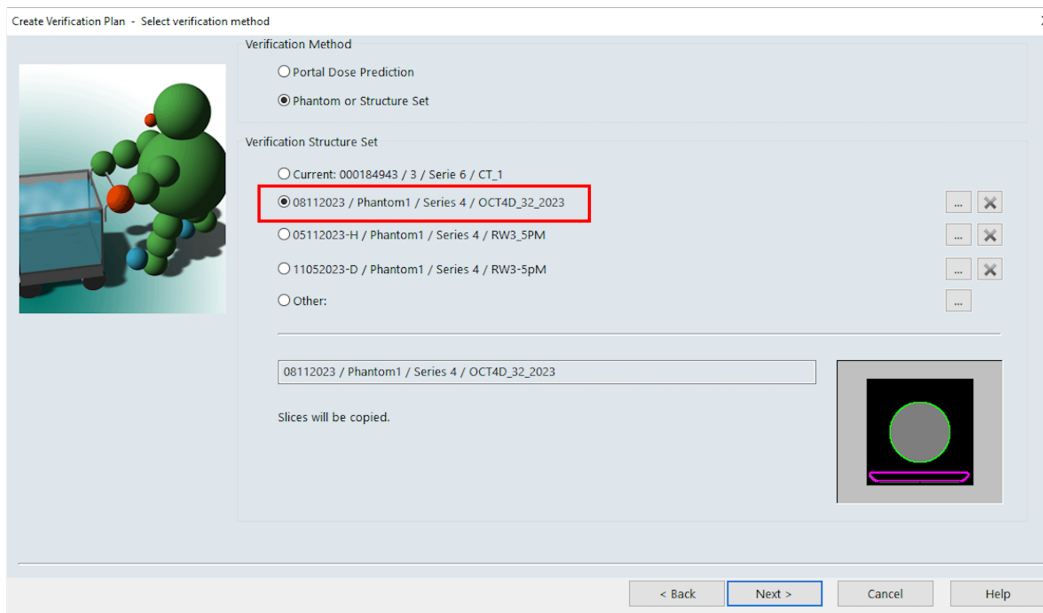 Create Verification Plan - Select verification method
Verification Method
Portal Dose Prediction
Phantom or Structure Set
Verification Structure Set
Current: 000184943 / 3 / Serie 6 / CT_1
08112023 / Phantom1 / Series 4 / OCT4D_32_2023
...
05112023-H / Phantom1 / Series 4 / RW3_5PM
...
11052023-D / Phantom1 / Series 4 / RW3-5pM
...
Other:
...
08112023 / Phantom1 / Series 4 / OCT4D_32_2023
Slices will be copied.
< Back
Next >
Cancel
Help